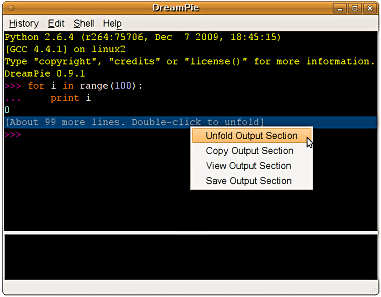 DreamPie
History Edit Shell Help
Python 2.6.4 (r264:75706, Dec  7 2009, 18:45:15)
[GCC 4.4.1] on linux2
Type "copyright", "credits" or "license()" for more information.
DreamPie 0.9.1
>>> for i in range(100):
...     print i
0
[About 99 more lines. Double-click to unfold]
>>>
Unfold Output Section
Copy Output Section
View Output Section
Save Output Section